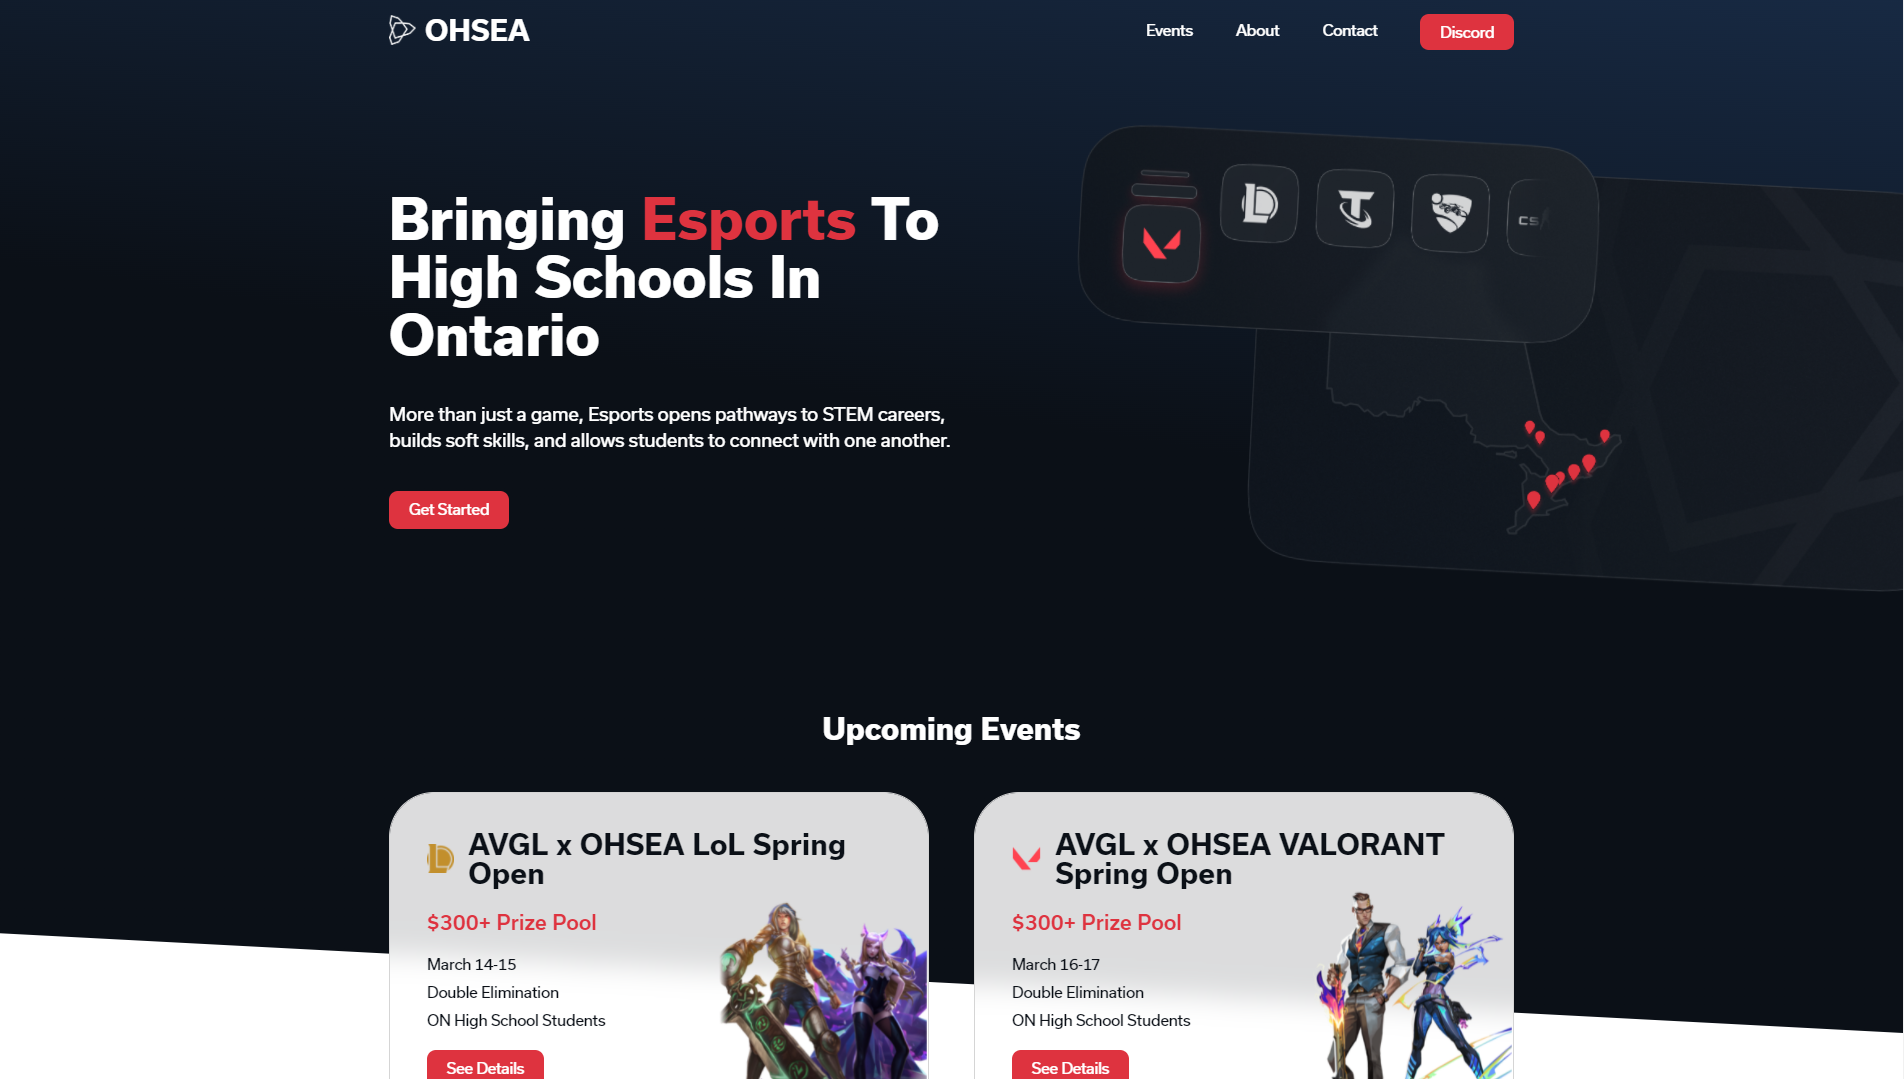 OHSEA
Events
About
Contact
Discord
Bringing Esports To
High Schools In
Ontario
More than just a game, Esports opens pathways to STEM careers,
builds soft skills, and allows students to connect with one another.
Get Started
CS
Upcoming Events
AVGL x OHSEA LoL Spring
Open
$300+ Prize Pool
March 14-15
Double Elimination
ON High School Students
See Details
AVGL x OHSEA VALORANT
Spring Open
$300+ Prize Pool
March 16-17
Double Elimination
ON High School Students
See Details